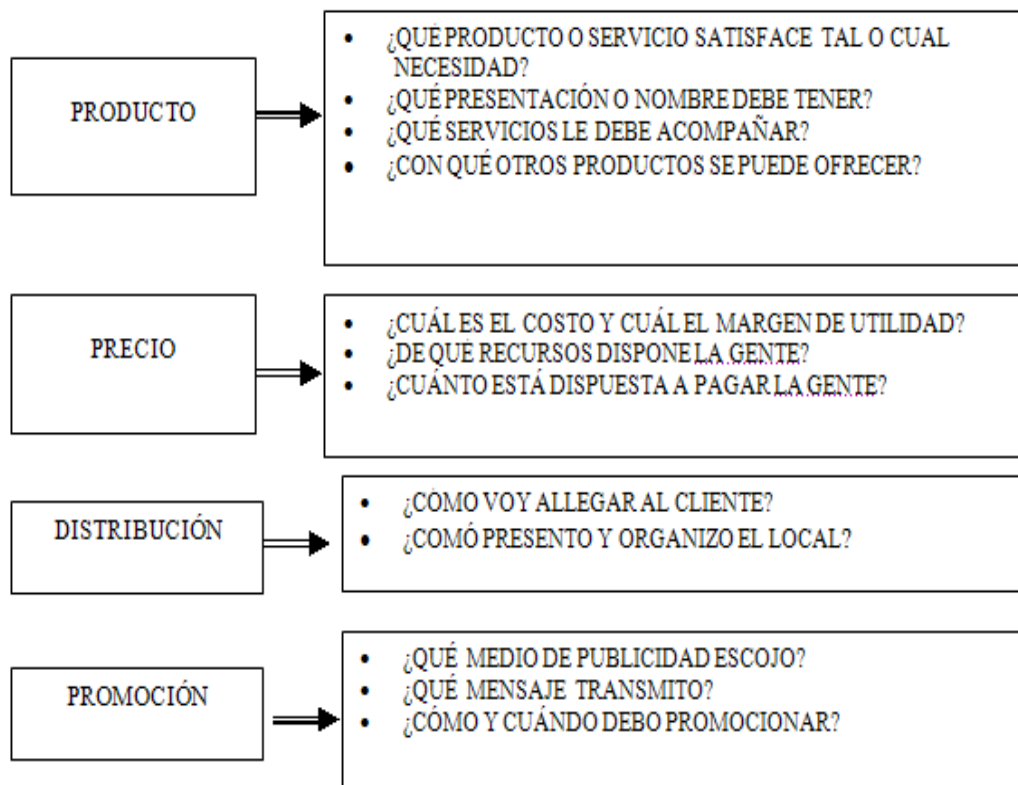 PRODUCTO
• ¿QUÉ PRODUCTO O SERVICIO SATISFACE TAL O CUAL
NECESIDAD?
• ¿QUÉ PRESENTACIÓN O NOMBRE DEBE TENER?
• ¿QUÉ SERVICIOS LE DEBE ACOMPAÑAR?
• ¿CON QUÉ OTROS PRODUCTOS SE PUEDE OFRECER?
PRECIO
• ¿CUÁL ES EL COSTO Y CUÁL EL MARGEN DE UTILIDAD?
• ¿DE QUÉ RECURSOS DISPONE LA GENTE?
• ¿CUÁNTO ESTÁ DISPUESTA A PAGAR LA GENTE?
DISTRIBUCIÓN
• ¿CÓMO VOY ALLEGAR AL CLIENTE?
• ¿COMÓ PRESENTO Y ORGANIZO EL LOCAL?
PROMOCIÓN
• ¿QUÉ MEDIO DE PUBLICIDAD ESCOJO?
• ¿QUÉ MENSAJE TRANSMITO?
• ¿CÓMO Y CUÁNDO DEBO PROMOCIONAR?